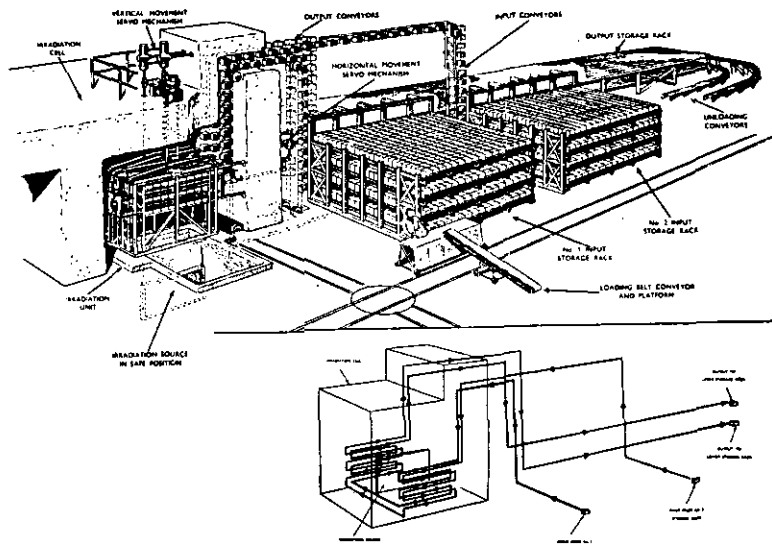 VERTICAL MOVEMENT
SERVO MECHANISM
OUTPUT CONVEYORS
INPUT CONVEYORS
IRRADIATION
CELL
HORIZONTAL MOVEMENT
SERVO MECHANISM
OUTPUT STORAGE RACK
UNLOADING
CONVEYORS
No 2 INPUT
STORAGE RACK
No 1 INPUT
STORAGE RACK
LOADING BELT CONVEYOR
AND PLATFORM
IRRADIATION
UNIT
IRRADIATION SOURCE
IN SAFE POSITION